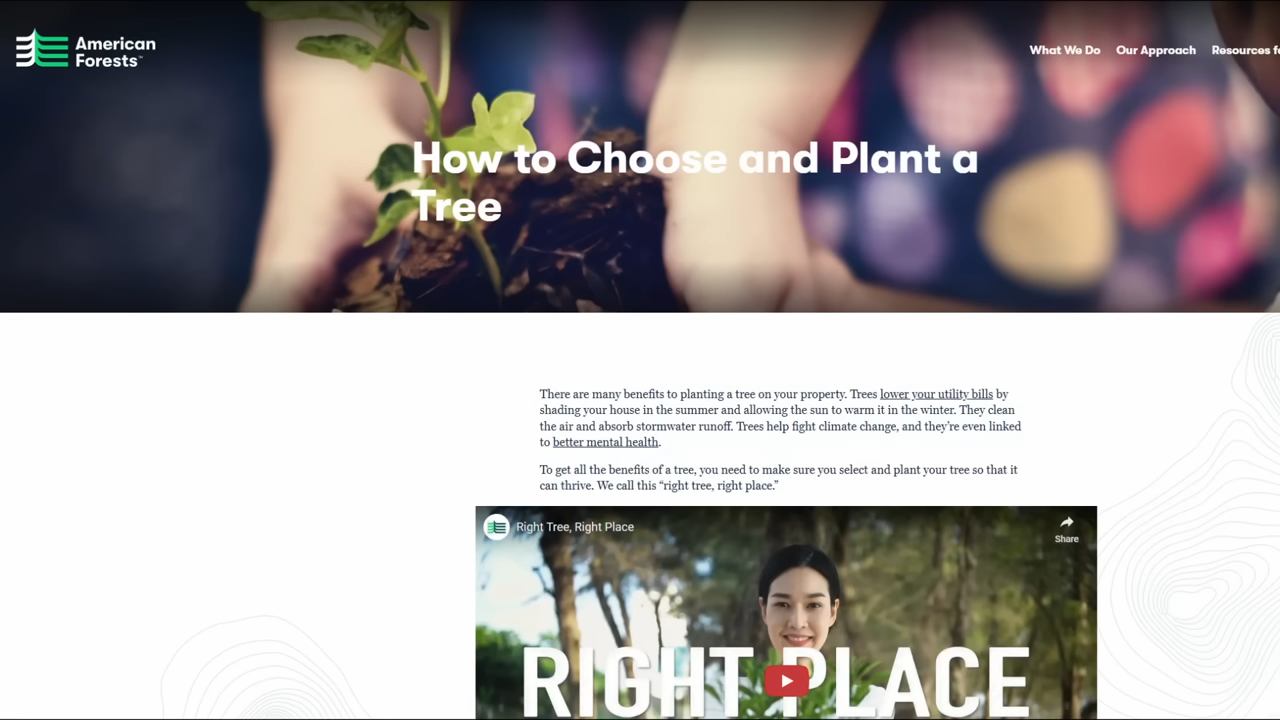 American
Forests™
What We Do
Our Approach
Resources
How to Choose and Plant a
Tree
There are many benefits to planting a tree on your property. Trees lower your utility bills by
shading your house in the summer and allowing the sun to warm it in the winter. They clean
the air and absorb stormwater runoff. Trees help fight climate change, and they’re even linked
to better mental health.
To get all the benefits of a tree, you need to make sure you select and plant your tree so that it
can thrive. We call this “right tree, right place.”
Right Tree, Right Place
Share
RIGHT PLACE